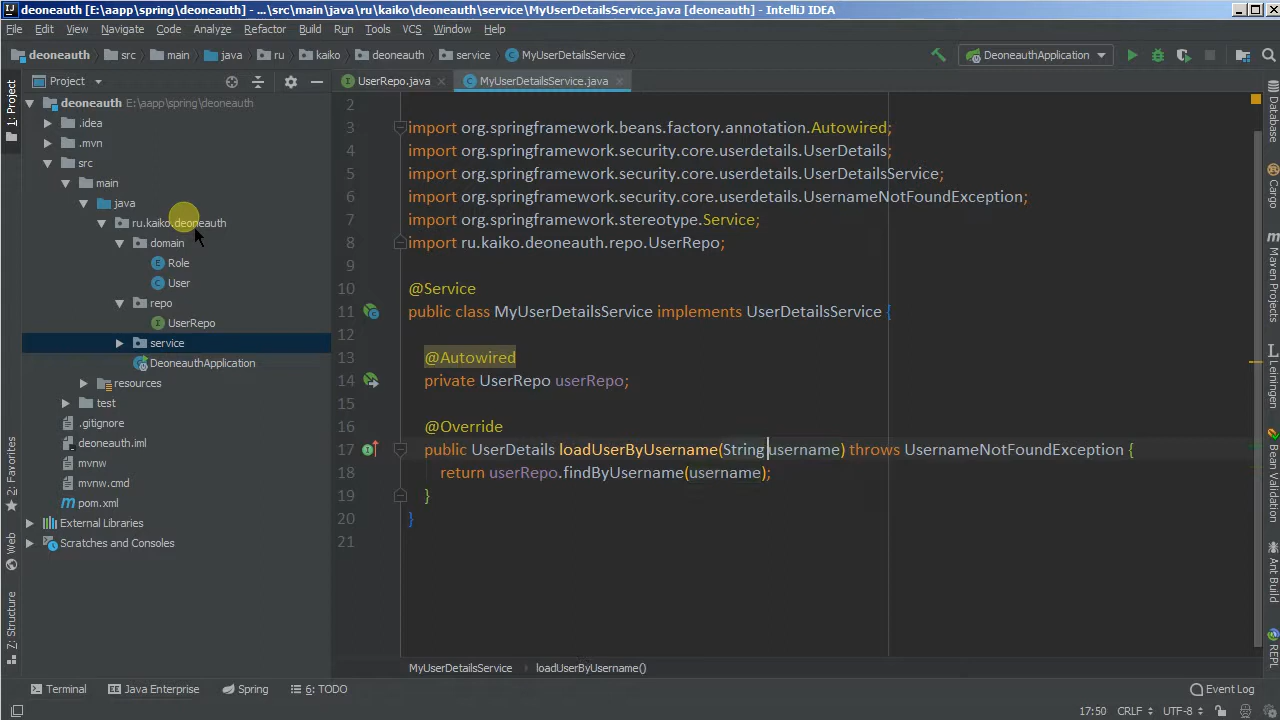 deoneauth [E:\aapp\spring\deoneauth] - ...\src\main\java\ru\kaiko\deoneauth\service\MyUserDetailsService.java [deoneauth] - IntelliJ IDEA
File Edit View Navigate Code Analyze Refactor Build Run Tools VCS Window Help
deoneauth src main java ru kaiko deoneauth service MyUserDetailsService DeoneauthApplication
1: Project
Project
UserRepo.java
MyUserDetailsService.java
deoneauth E:\aapp\spring\deoneauth
.idea
.mvn
src
main
java
ru.kaiko.deoneauth
domain
Role
User
repo
UserRepo
service
DeoneauthApplication
resources
test
.gitignore
deoneauth.iml
mvnw
mvnw.cmd
pom.xml
External Libraries
Scratches and Consoles
2
3 import org.springframework.beans.factory.annotation.Autowired;
4 import org.springframework.security.core.userdetails.UserDetails;
5 import org.springframework.security.core.userdetails.UserDetailsService;
6 import org.springframework.security.core.userdetails.UsernameNotFoundException;
7 import org.springframework.stereotype.Service;
8 import ru.kaiko.deoneauth.repo.UserRepo;
9
10 @Service
11 public class MyUserDetailsService implements UserDetailsService {
12
13 @Autowired
14 private UserRepo userRepo;
15
16 @Override
17 public UserDetails loadUserByUsername(String username) throws UsernameNotFoundException {
18 return userRepo.findByUsername(username);
19 }
20 }
21
MyUserDetailsService › loadUserByUsername()
2: Favorites
Web
7: Structure
Database
Cargo
Maven Projects
Leiningen
Bean Validation
Ant Build
REPL
Terminal Java Enterprise Spring 6: TODO Event Log
17:50 CRLF UTF-8